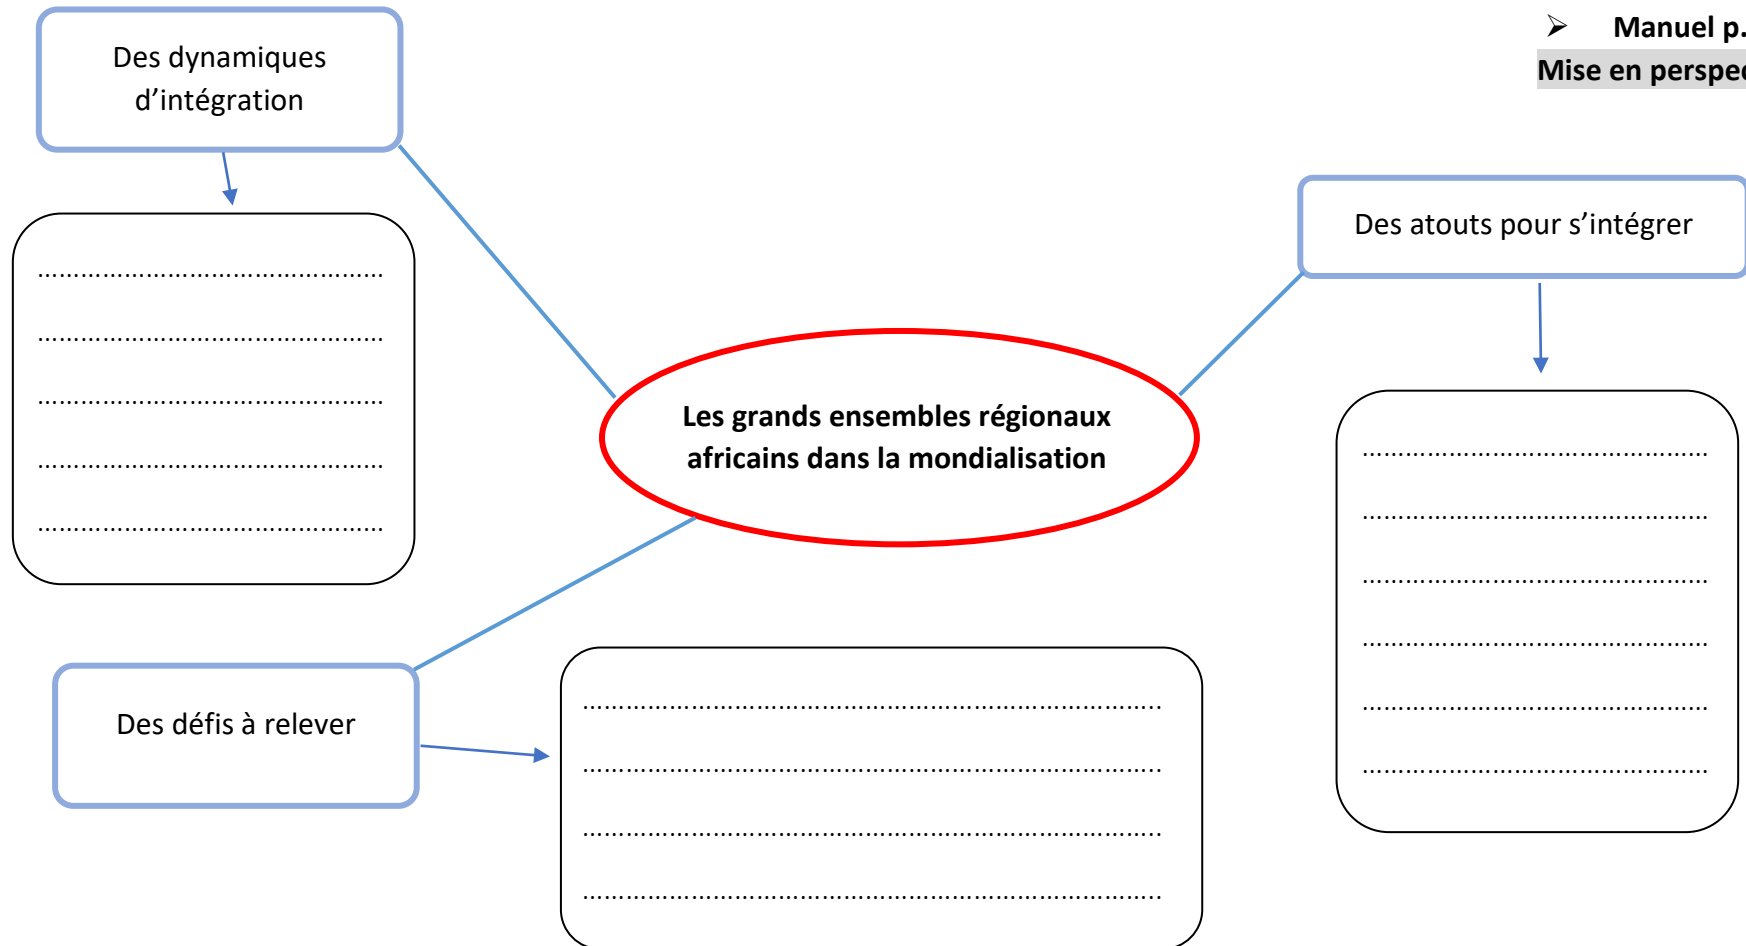 Des dynamiques
d’intégration
➢ Manuel p.
Mise en perspec
Des atouts pour s’intégrer
…………………………………………
…………………………………………
…………………………………………
…………………………………………
…………………………………………
Les grands ensembles régionaux
africains dans la mondialisation
…………………………………………
…………………………………………
…………………………………………
…………………………………………
…………………………………………
…………………………………………
Des défis à relever
……………………………………………………………………..
……………………………………………………………………..
……………………………………………………………………..
……………………………………………………………………..